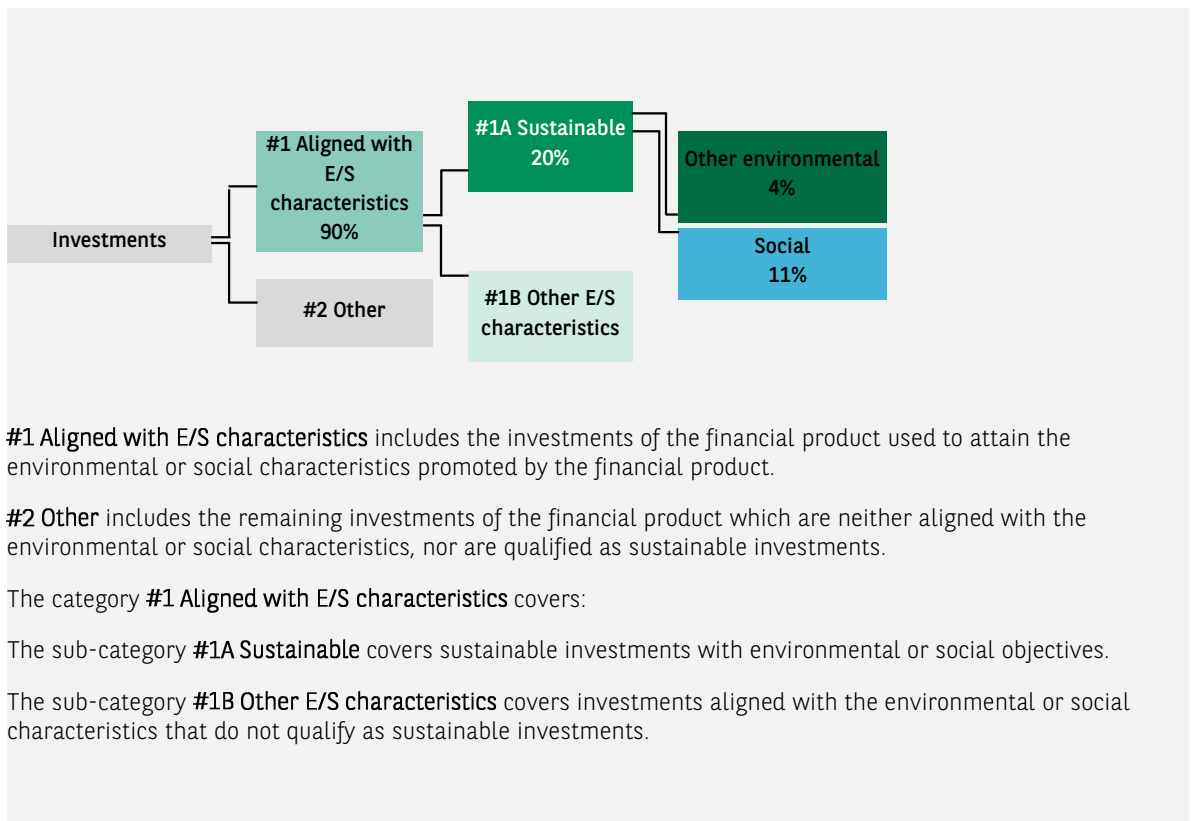 #1A Sustainable
20%
#1 Aligned with
E/S
characteristics
90%
Other environmental
4%
Investments
Social
11%
#2 Other
#1B Other E/S
characteristics
#1 Aligned with E/S characteristics includes the investments of the financial product used to attain the
environmental or social characteristics promoted by the financial product.
#2 Other includes the remaining investments of the financial product which are neither aligned with the
environmental or social characteristics, nor are qualified as sustainable investments.
The category #1 Aligned with E/S characteristics covers:
The sub-category #1A Sustainable covers sustainable investments with environmental or social objectives.
The sub-category #1B Other E/S characteristics covers investments aligned with the environmental or social
characteristics that do not qualify as sustainable investments.